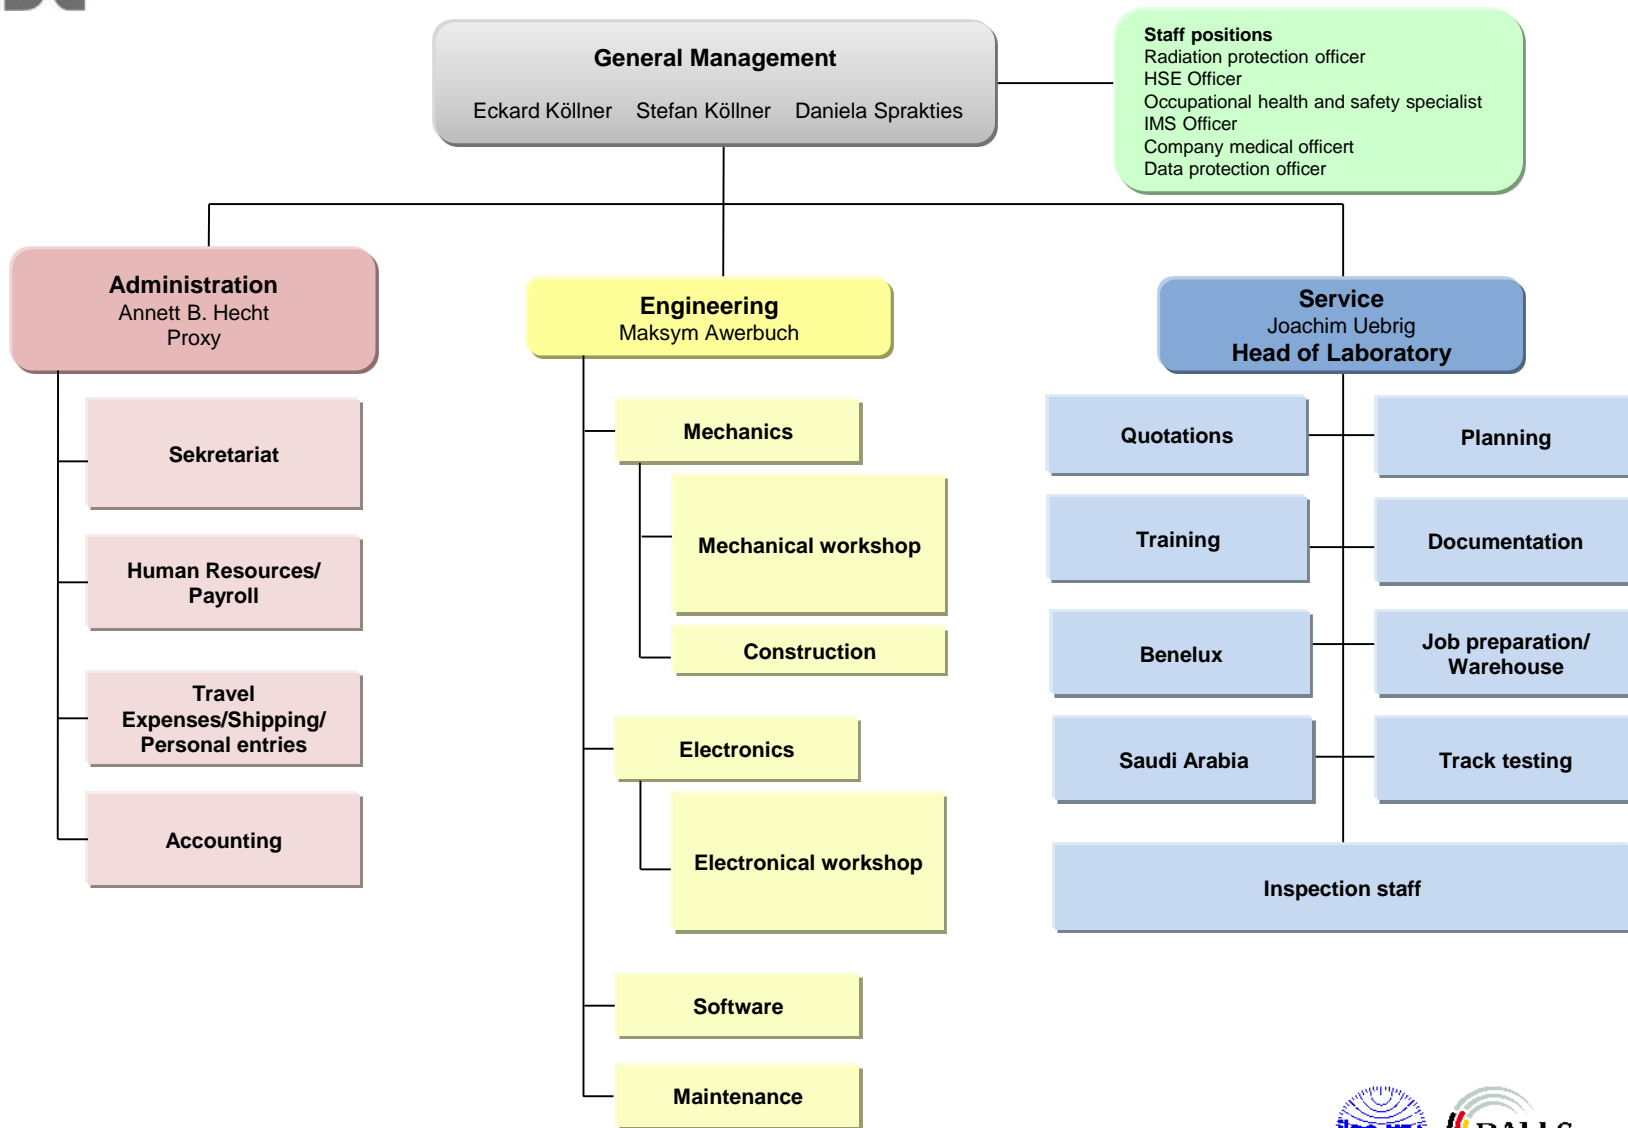 General Management
Eckard Köllner Stefan Köllner Daniela Sprakties
Staff positions
Radiation protection officer
HSE Officer
Occupational health and safety specialist
IMS Officer
Company medical officert
Data protection officer
Administration
Annett B. Hecht
Proxy
Engineering
Maksym Awerbuch
Service
Joachim Uebrig
Head of Laboratory
Sekretariat
Human Resources/
Payroll
Travel
Expenses/Shipping/
Personal entries
Accounting
Mechanics
Mechanical workshop
Construction
Electronics
Electronical workshop
Software
Maintenance
Quotations
Planning
Training
Documentation
Benelux
Job preparation/
Warehouse
Saudi Arabia
Track testing
Inspection staff